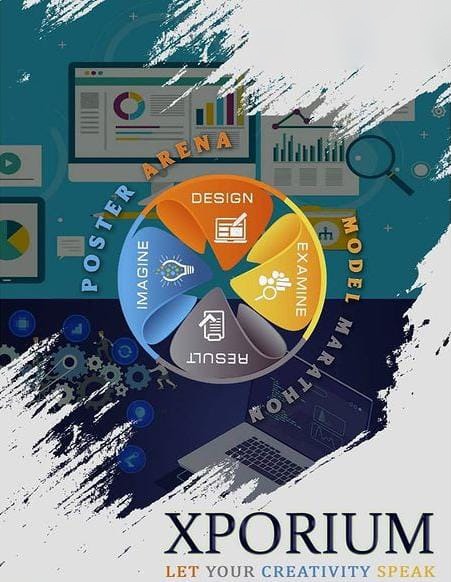 POSTER ARENA
DESIGN
IMAGINE
EXAMINE
RESULT
MODEL MARATHON
XPORIUM
LET YOUR CREATIVITY SPEAK